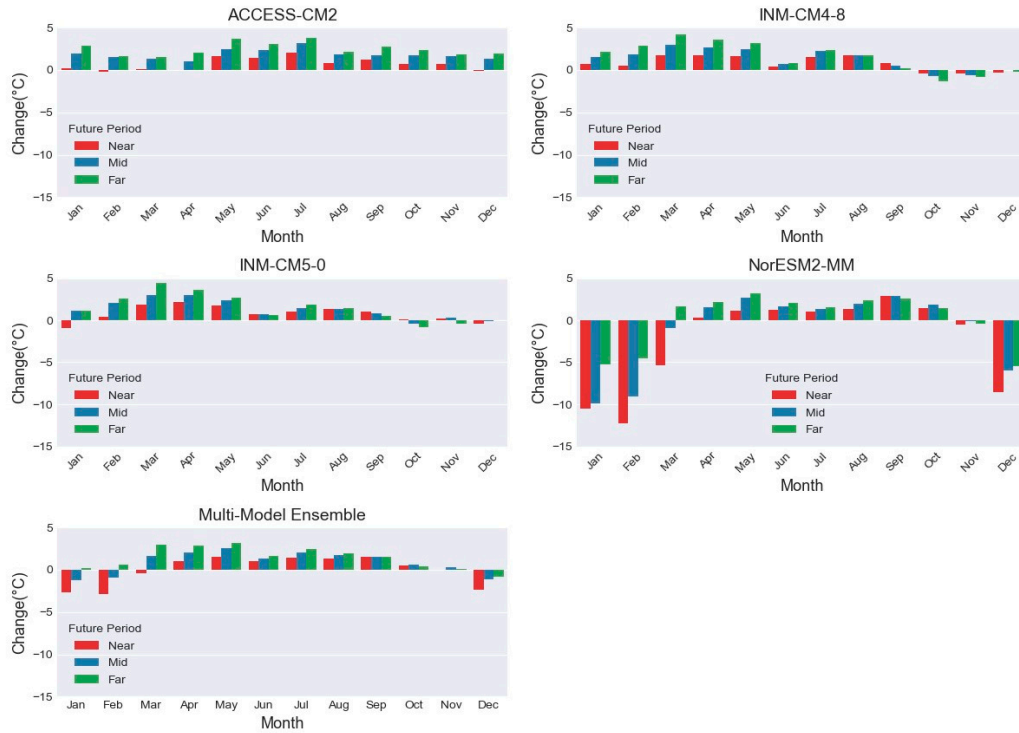 ACCESS-CM2
5
0
−5
−10
−15
Change(°C)
Future Period
Near
Mid
Far
Jan Feb Mar Apr May Jun Jul Aug Sep Oct Nov Dec
Month
INM-CM4-8
5
0
−5
−10
−15
Change(°C)
Future Period
Near
Mid
Far
Jan Feb Mar Apr May Jun Jul Aug Sep Oct Nov Dec
Month
INM-CM5-0
5
0
−5
−10
−15
Change(°C)
Future Period
Near
Mid
Far
Jan Feb Mar Apr May Jun Jul Aug Sep Oct Nov Dec
Month
NorESM2-MM
5
0
−5
−10
−15
Change(°C)
Future Period
Near
Mid
Far
Jan Feb Mar Apr May Jun Jul Aug Sep Oct Nov Dec
Month
Multi-Model Ensemble
5
0
−5
−10
−15
Change(°C)
Future Period
Near
Mid
Far
Jan Feb Mar Apr May Jun Jul Aug Sep Oct Nov Dec
Month